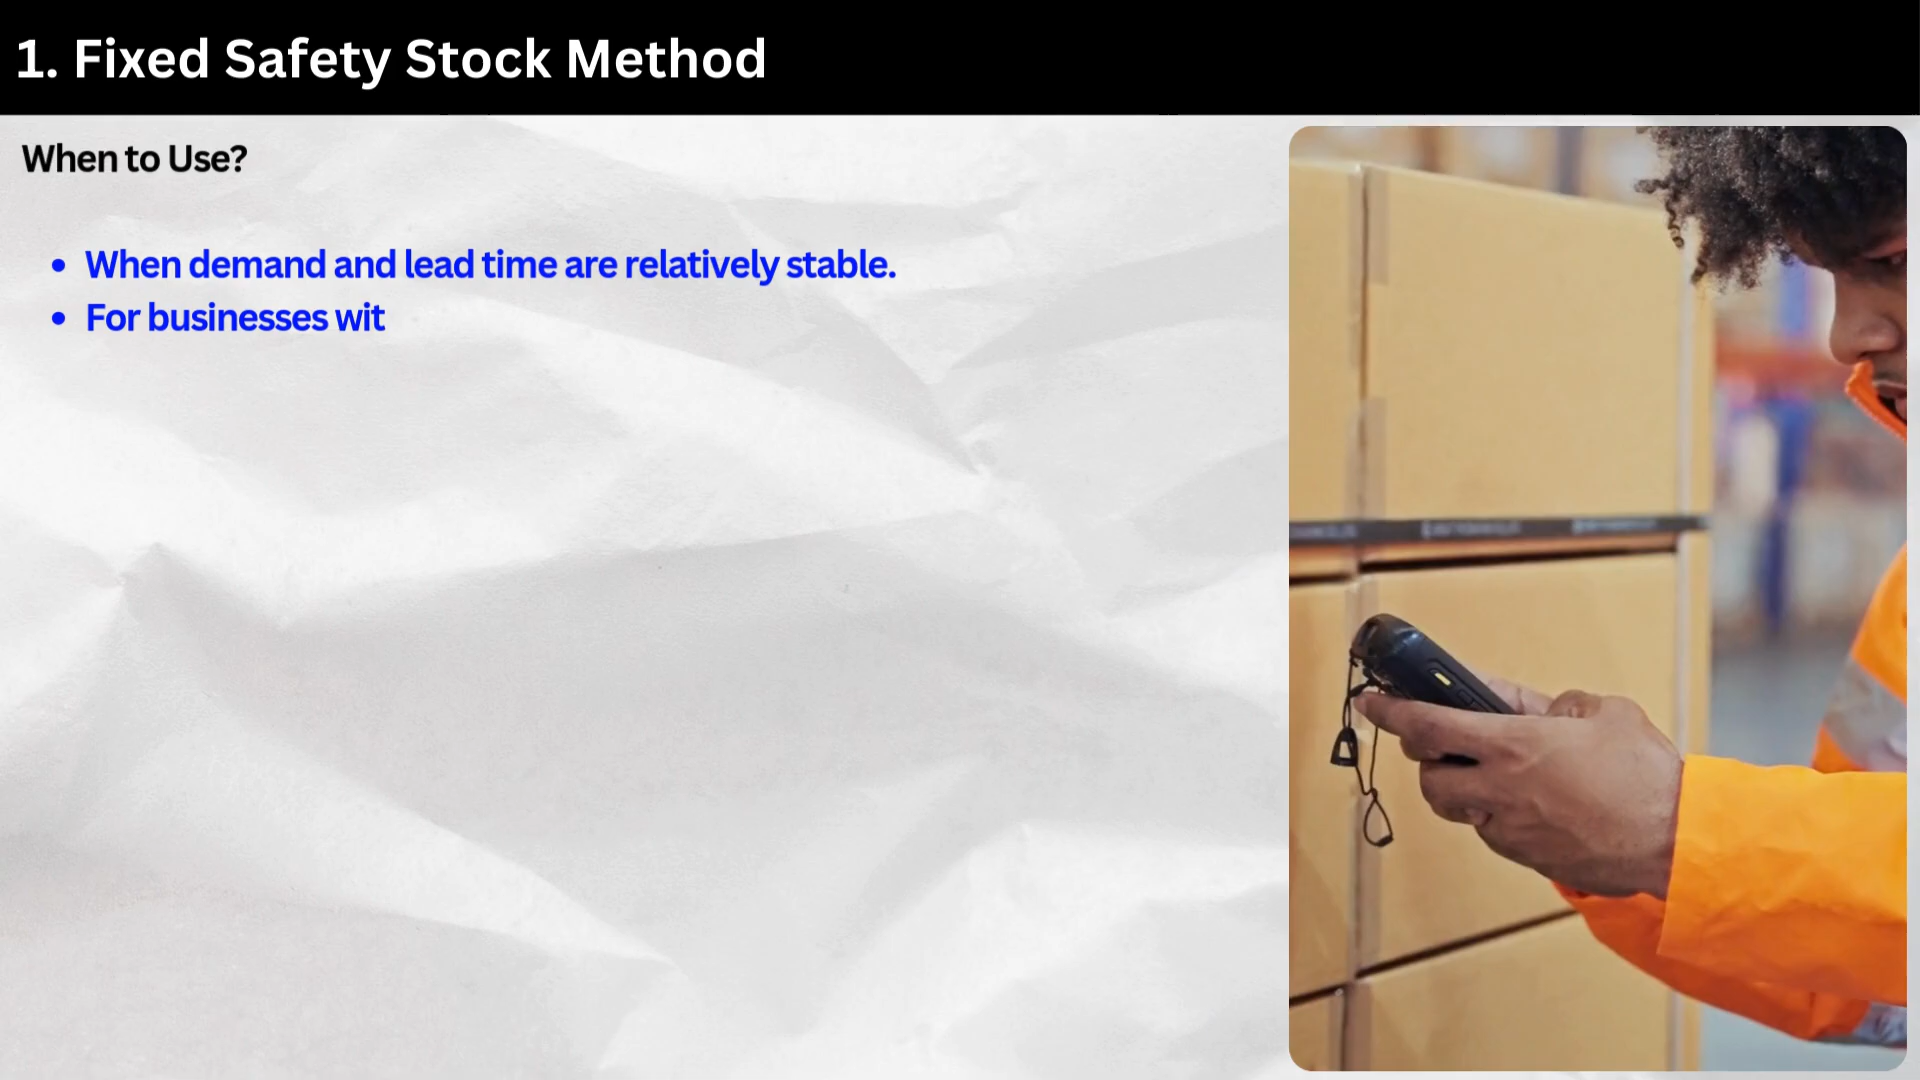 1. Fixed Safety Stock Method
When to Use?
• When demand and lead time are relatively stable.
• For businesses wit